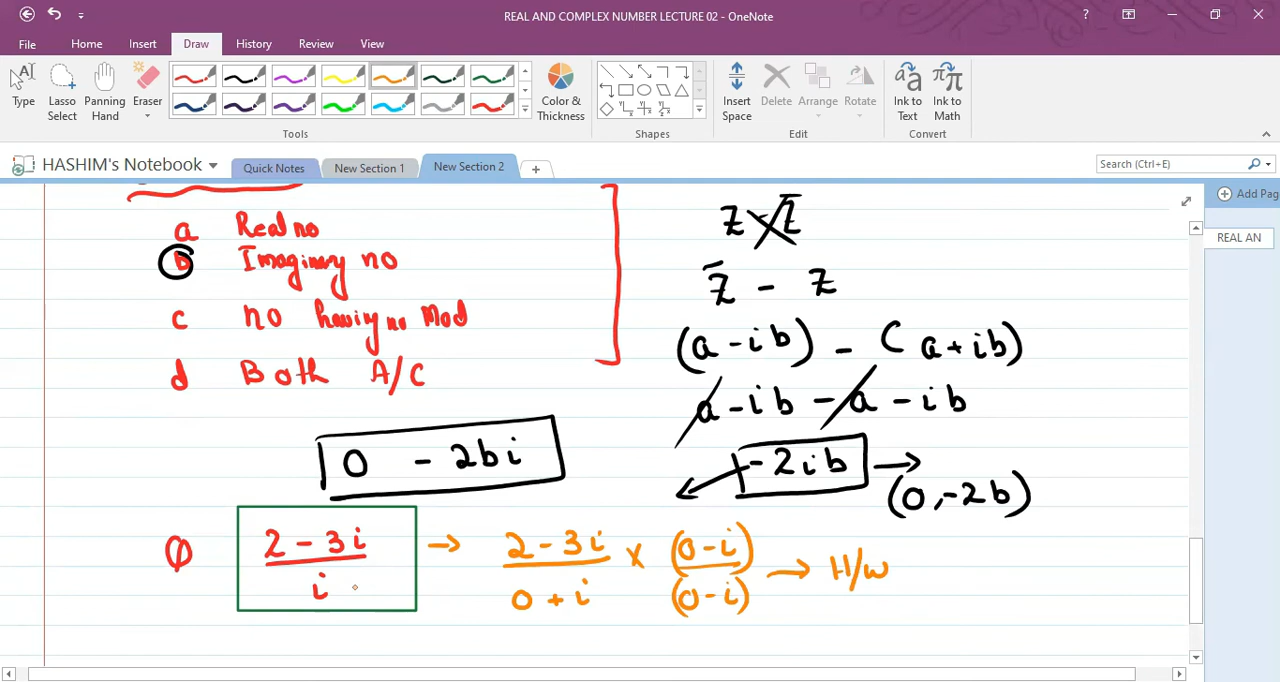 REAL AND COMPLEX NUMBER LECTURE 02 - OneNote
File Home Insert Draw History Review View
Type
Lasso Select
Panning Hand
Eraser
Color & Thickness
Insert Space
Delete
Arrange
Rotate
Ink to Text
Ink to Math
Tools
Shapes
Edit
Convert
HASHIM's Notebook
Quick Notes
New Section 1
New Section 2
Search (Ctrl+E)
Add Pag
REAL AN
a Real no
b Imaginary no
c no having no Mod
d Both A/C
z - z̅
z̅ - z
(a - ib) - (a + ib)
a - ib - a - ib
-2ib → (0, -2b)
0 - 2bi
Q 2 - 3i / i → 2 - 3i / 0 + i × (0 - i) / (0 - i) → H/W